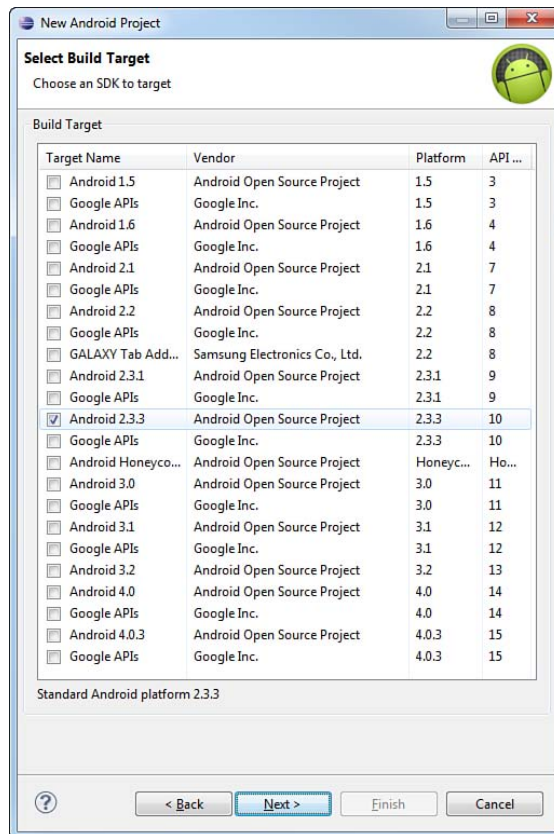 New Android Project
Select Build Target
Choose an SDK to target
Build Target
Target Name Vendor Platform API ...
Android 1.5 Android Open Source Project 1.5 3
Google APIs Google Inc. 1.5 3
Android 1.6 Android Open Source Project 1.6 4
Google APIs Google Inc. 1.6 4
Android 2.1 Android Open Source Project 2.1 7
Google APIs Google Inc. 2.1 7
Android 2.2 Android Open Source Project 2.2 8
Google APIs Google Inc. 2.2 8
GALAXY Tab Add... Samsung Electronics Co., Ltd. 2.2 8
Android 2.3.1 Android Open Source Project 2.3.1 9
Google APIs Google Inc. 2.3.1 9
Android 2.3.3 Android Open Source Project 2.3.3 10
Google APIs Google Inc. 2.3.3 10
Android Honeyco... Android Open Source Project Honeyc... Ho...
Android 3.0 Android Open Source Project 3.0 11
Google APIs Google Inc. 3.0 11
Android 3.1 Android Open Source Project 3.1 12
Google APIs Google Inc. 3.1 12
Android 3.2 Android Open Source Project 3.2 13
Android 4.0 Android Open Source Project 4.0 14
Google APIs Google Inc. 4.0 14
Android 4.0.3 Android Open Source Project 4.0.3 15
Google APIs Google Inc. 4.0.3 15
Standard Android platform 2.3.3
? < Back Next > Finish Cancel